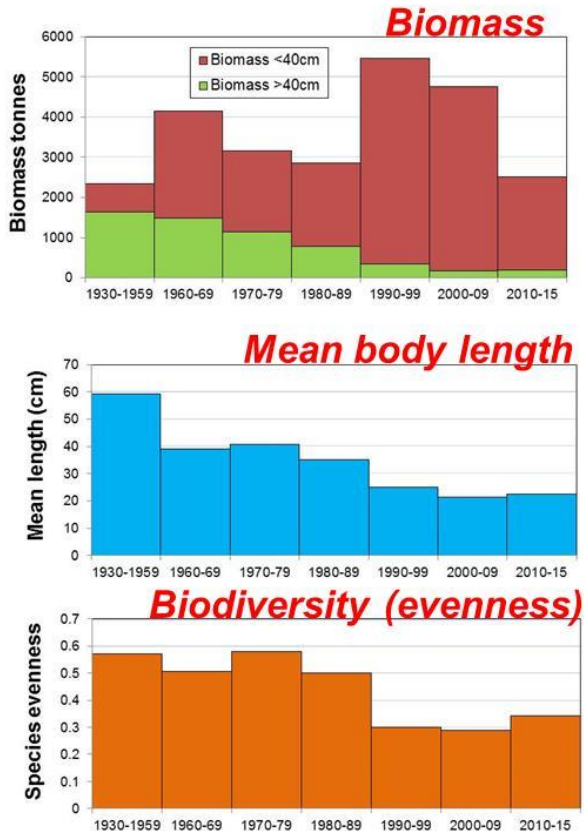 Biomass
Biomass tonnes
6000
5000
4000
3000
2000
1000
0
Biomass <40cm
Biomass >40cm
1930-1959 1960-69 1970-79 1980-89 1990-99 2000-09 2010-15
Mean body length
Mean length (cm)
70
60
50
40
30
20
10
0
1930-1959 1960-69 1970-79 1980-89 1990-99 2000-09 2010-15
Biodiversity (evenness)
Species evenness
0.7
0.6
0.5
0.4
0.3
0.2
0.1
0
1930-1959 1960-69 1970-79 1980-89 1990-99 2000-09 2010-15